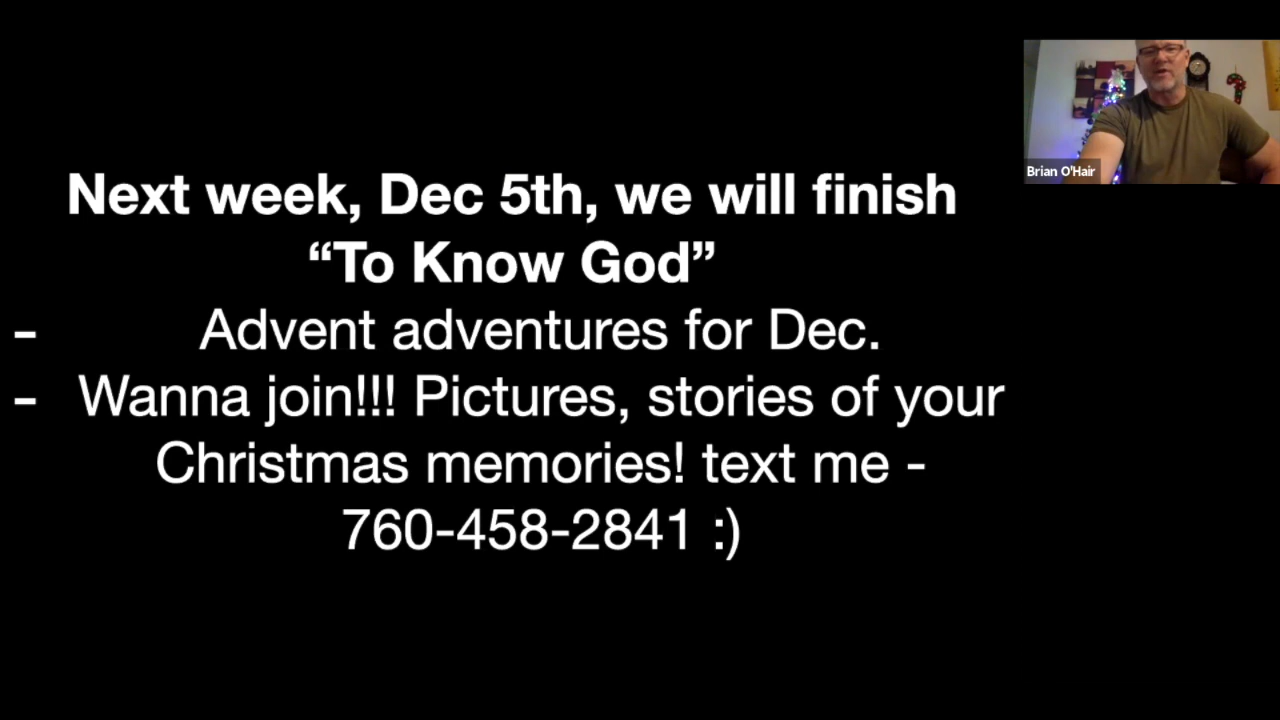 Next week, Dec 5th, we will finish
“To Know God”
- Advent adventures for Dec.
- Wanna join!!! Pictures, stories of your
Christmas memories! text me -
760-458-2841 :)
Brian O'Hair